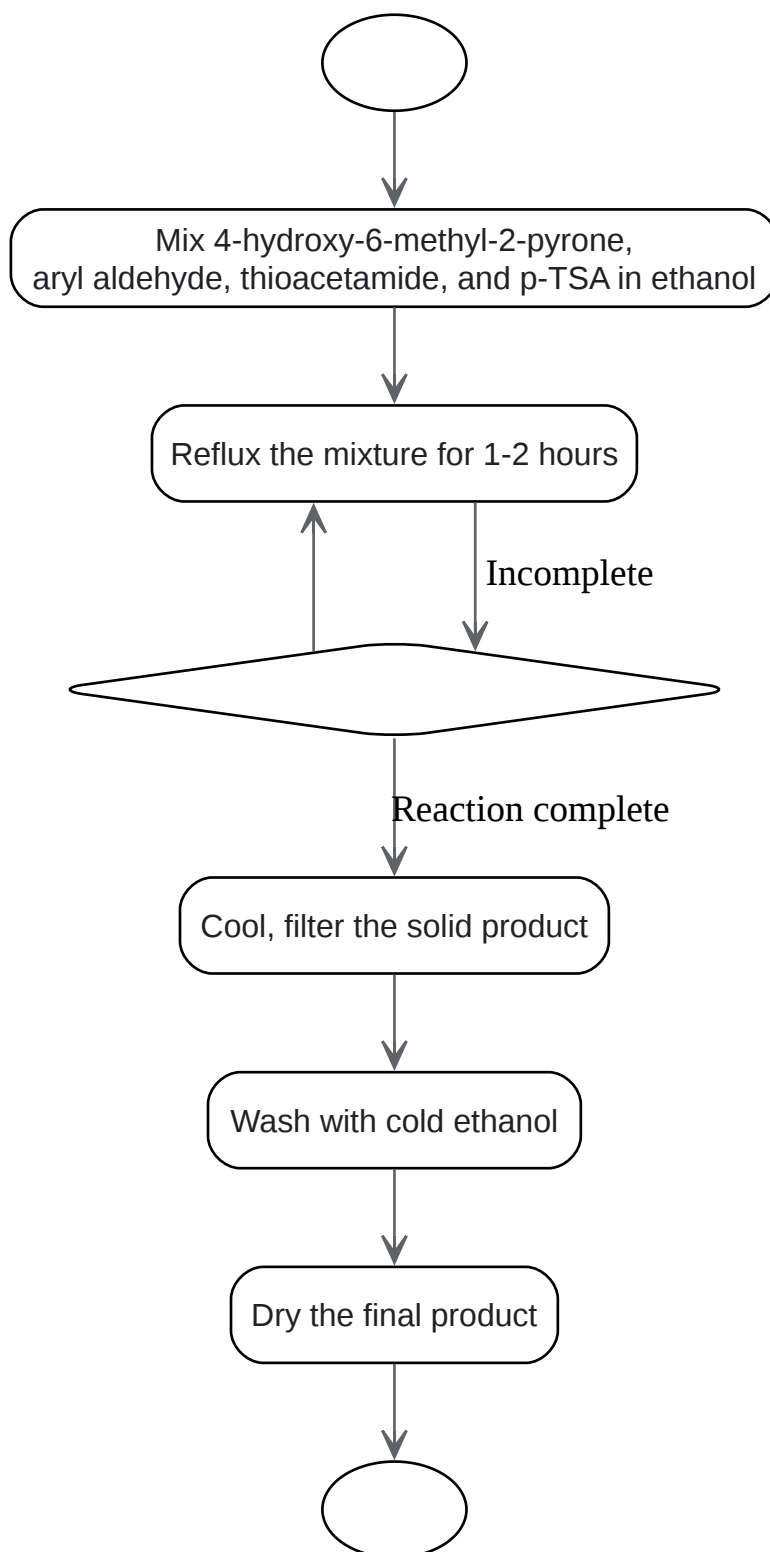 Mix 4-hydroxy-6-methyl-2-pyrone,
aryl aldehyde, thioacetamide, and p-TSA in ethanol
Reflux the mixture for 1-2 hours
Incomplete
Reaction complete
Cool, filter the solid product
Wash with cold ethanol
Dry the final product